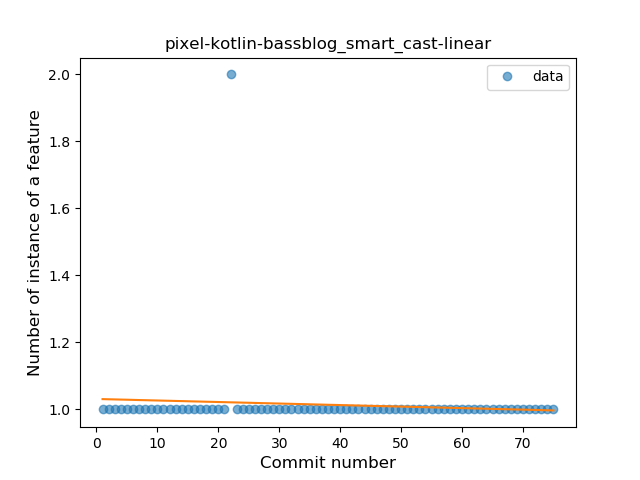 pixel-kotlin-bassblog_smart_cast-linear
data
Number of instance of a feature
2.0
1.8
1.6
1.4
1.2
1.0
0 10 20 30 40 50 60 70
Commit number